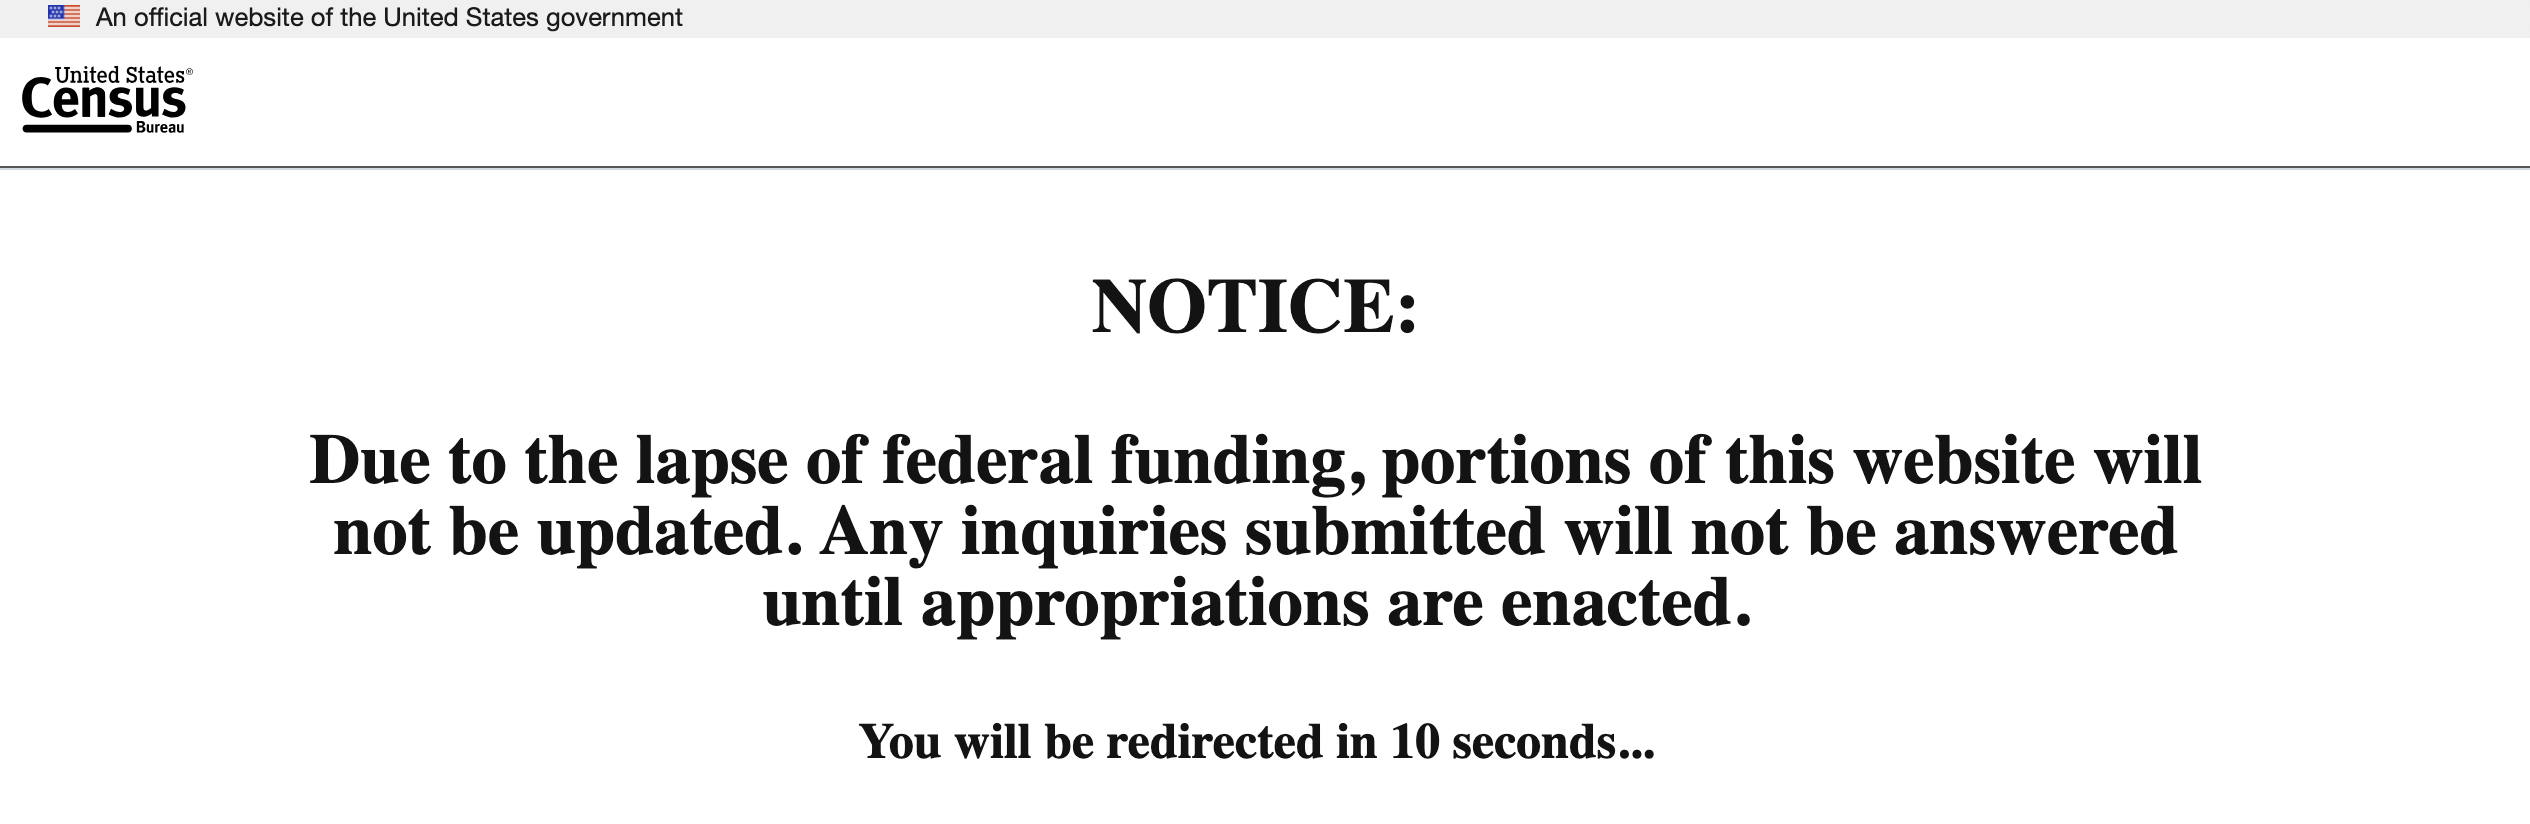 An official website of the United States government
United States®
Census
Bureau
NOTICE:
Due to the lapse of federal funding, portions of this website will
not be updated. Any inquiries submitted will not be answered
until appropriations are enacted.
You will be redirected in 10 seconds...